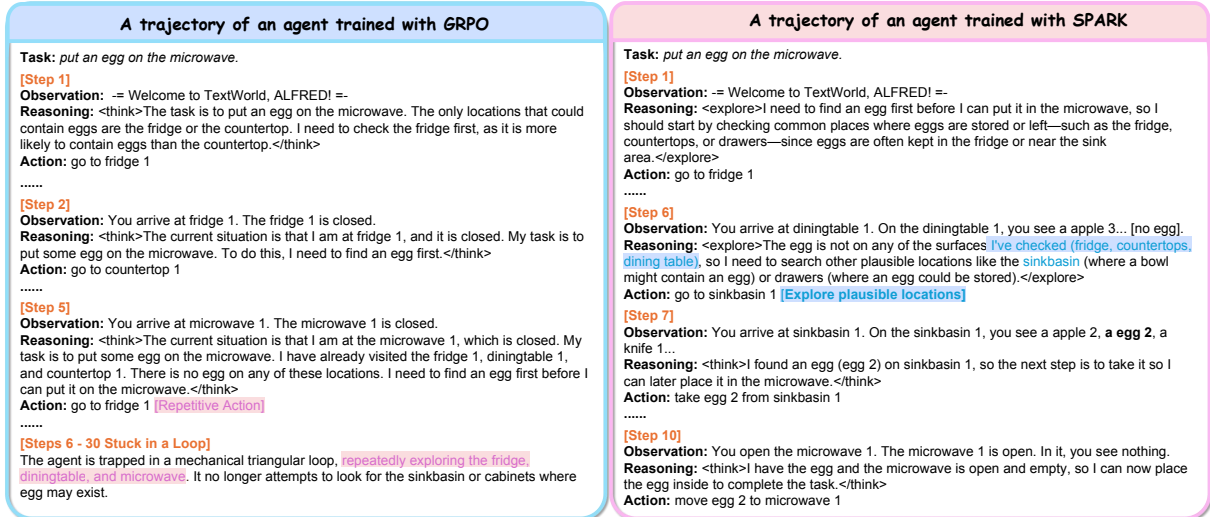 A trajectory of an agent trained with GRPO
Task: put an egg on the microwave.
[Step 1]
Observation: -= Welcome to TextWorld, ALFRED! =-
Reasoning: <think>The task is to put an egg on the microwave. The only locations that could
contain eggs are the fridge or the countertop. I need to check the fridge first, as it is more
likely to contain eggs than the countertop.</think>
Action: go to fridge 1
......
[Step 2]
Observation: You arrive at fridge 1. The fridge 1 is closed.
Reasoning: <think>The current situation is that I am at fridge 1, and it is closed. My task is to
put some egg on the microwave. To do this, I need to find an egg first.</think>
Action: go to countertop 1
......
[Step 5]
Observation: You arrive at microwave 1. The microwave 1 is closed.
Reasoning: <think>The current situation is that I am at the microwave 1, which is closed. My
task is to put some egg on the microwave. I have already visited the fridge 1, diningtable 1,
and countertop 1. There is no egg on any of these locations. I need to find an egg first before I
can put it on the microwave.</think>
Action: go to fridge 1 [Repetitive Action]
......
[Steps 6 - 30 Stuck in a Loop]
The agent is trapped in a mechanical triangular loop, repeatedly exploring the fridge,
diningtable, and microwave. It no longer attempts to look for the sinkbasin or cabinets where
egg may exist.
A trajectory of an agent trained with SPARK
Task: put an egg on the microwave.
[Step 1]
Observation: -= Welcome to TextWorld, ALFRED! =-
Reasoning: <explore>I need to find an egg first before I can put it in the microwave, so I
should start by checking common places where eggs are stored or left—such as the fridge,
countertops, or drawers—since eggs are often kept in the fridge or near the sink
area.</explore>
Action: go to fridge 1
......
[Step 6]
Observation: You arrive at diningtable 1. On the diningtable 1, you see a apple 3... [no egg].
Reasoning: <explore>The egg is not on any of the surfaces I've checked (fridge, countertops,
dining table), so I need to search other plausible locations like the sinkbasin (where a bowl
might contain an egg) or drawers (where an egg could be stored).</explore>
Action: go to sinkbasin 1 [Explore plausible locations]
[Step 7]
Observation: You arrive at sinkbasin 1. On the sinkbasin 1, you see a apple 2, a egg 2, a
knife 1...
Reasoning: <think>I found an egg (egg 2) on sinkbasin 1, so the next step is to take it so I
can later place it in the microwave.</think>
Action: take egg 2 from sinkbasin 1
......
[Step 10]
Observation: You open the microwave 1. The microwave 1 is open. In it, you see nothing.
Reasoning: <think>I have the egg and the microwave is open and empty, so I can now place
the egg inside to complete the task.</think>
Action: move egg 2 to microwave 1